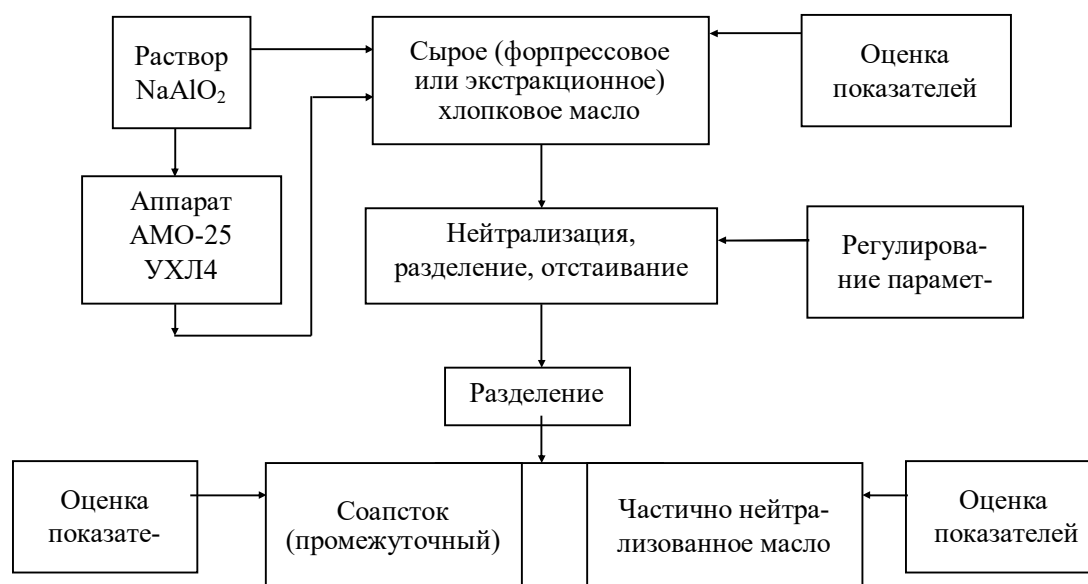 Раствор
NaAlO₂
Сырое (форпрессовое
или экстракционное)
хлопковое масло
Оценка
показателей
Аппарат
АМО-25
УХЛ4
Нейтрализация,
разделение, отстаивание
Регулирова-
ние парамет-
Разделение
Оценка
показате-
Соапсток
(промежуточный)
Частично нейтра-
лизованное масло
Оценка
показателей